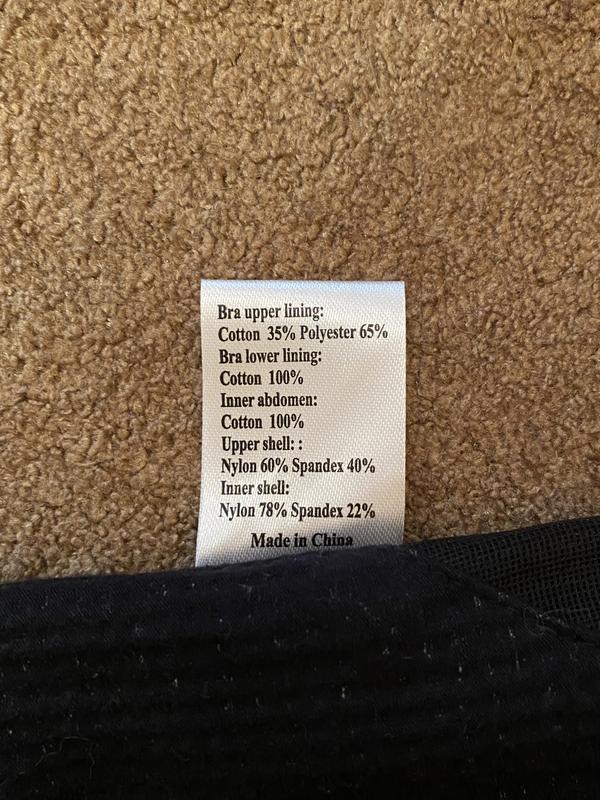 Bra upper lining:
Cotton 35% Polyester 65%
Bra lower lining:
Cotton 100%
Inner abdomen:
Cotton 100%
Upper shell: :
Nylon 60% Spandex 40%
Inner shell:
Nylon 78% Spandex 22%
Made in China